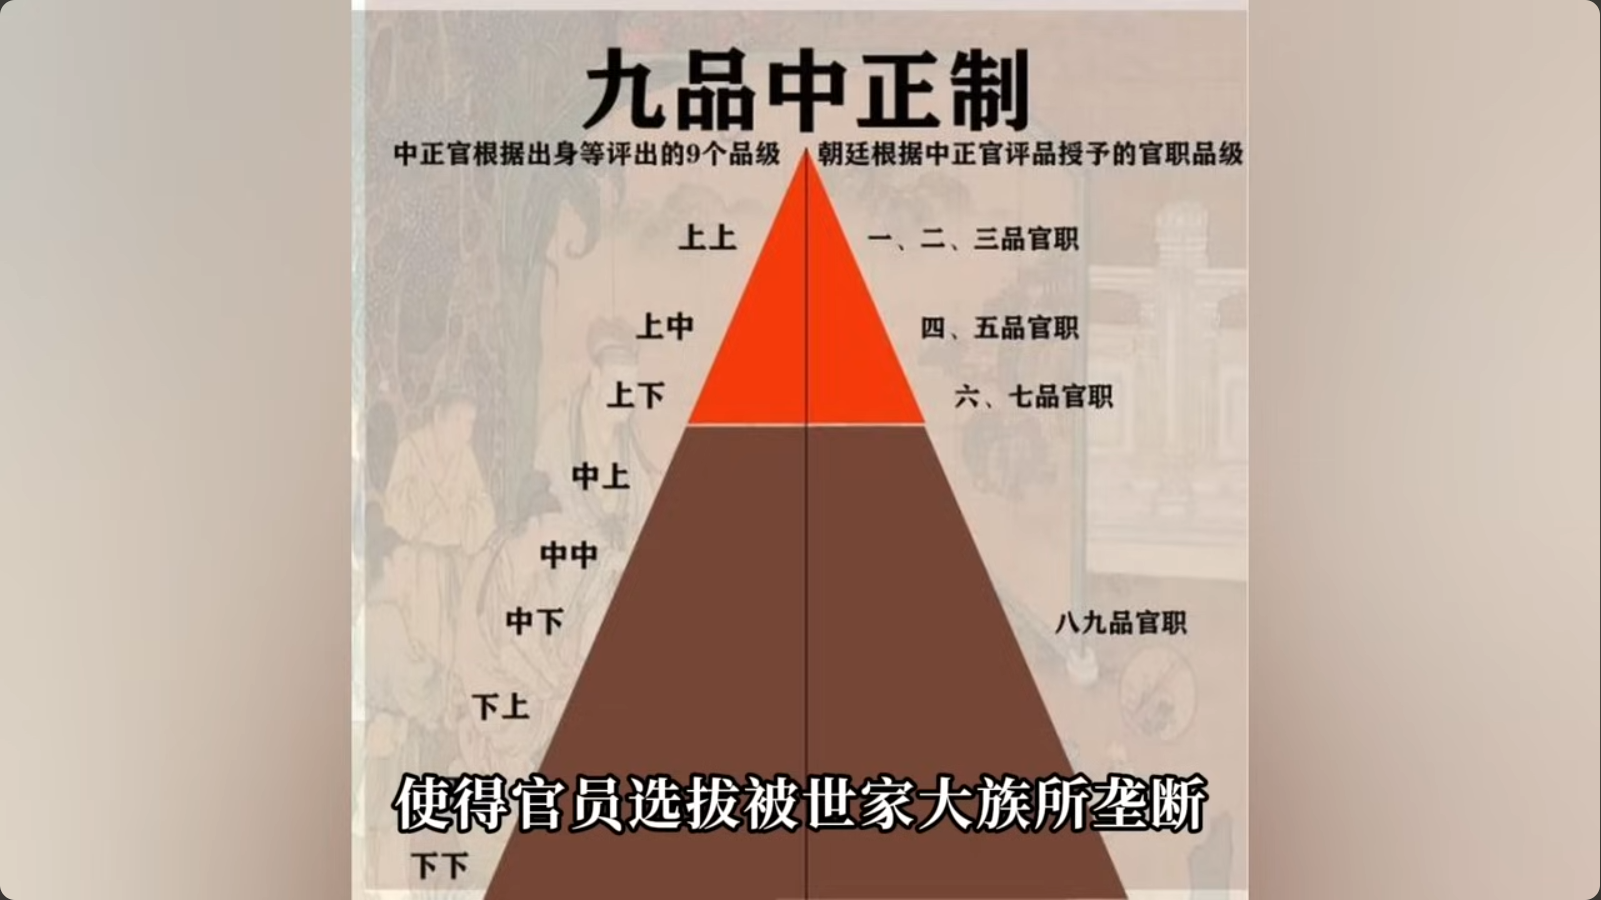 九品中正制
中正官根据出身等评出的9个品级 朝廷根据中正官评品授予的官职品级
上上 一、二、三品官职
上中 四、五品官职
上下 六、七品官职
中上
中中
中下 八九品官职
下上
使得官员选拔被世家大族所垄断
下下